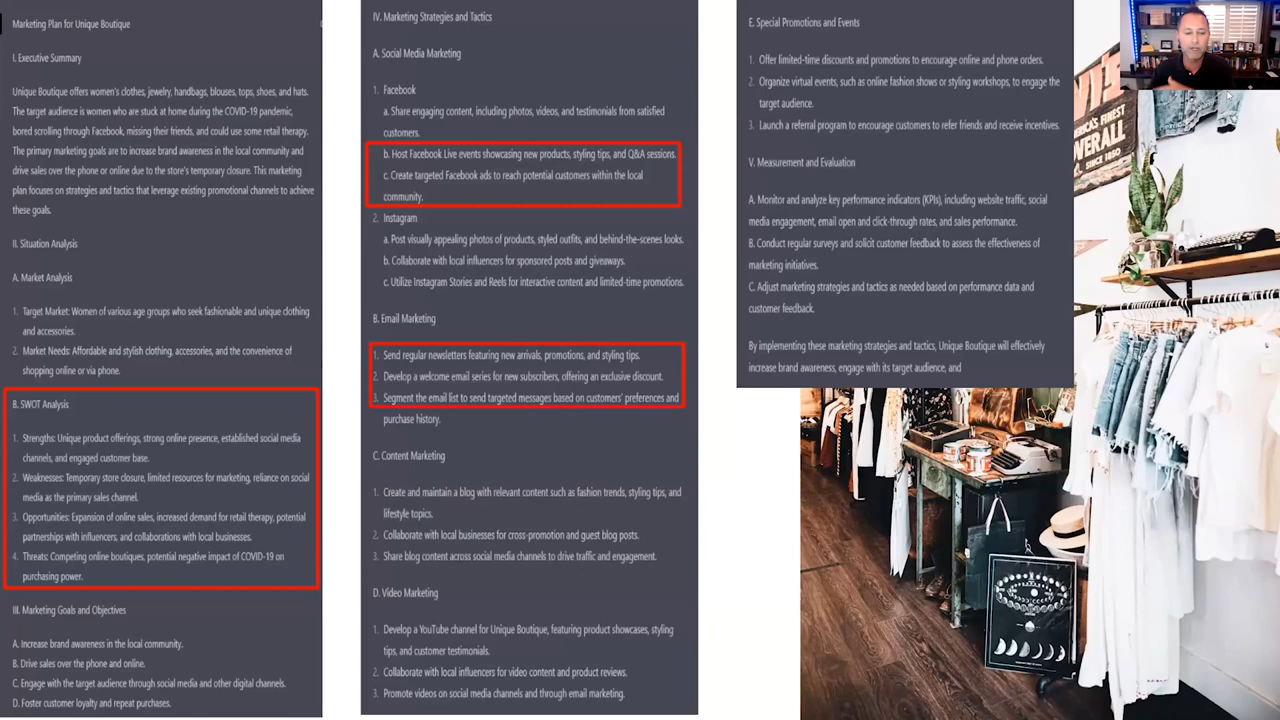 Marketing Plan for Unique Boutique
I. Executive Summary
Unique Boutique offers women's clothes, jewelry, handbags, blouses, tops, shoes, and hats.
The target audience is women who are stuck at home during the COVID-19 pandemic,
bored scrolling through Facebook, missing their friends, and could use some retail therapy.
The primary marketing goals are to increase brand awareness in the local community and
drive sales over the phone or online due to the store's temporary closure. This marketing
plan focuses on strategies and tactics that leverage existing promotional channels to achieve
these goals.
II. Situation Analysis
A. Market Analysis
1. Target Market: Women of various age groups who seek fashionable and unique clothing
and accessories.
2. Market Needs: Affordable and stylish clothing, accessories, and the convenience of
shopping online or via phone.
B. SWOT Analysis
1. Strengths: Unique product offerings, strong online presence, established social media
channels, and engaged customer base.
2. Weaknesses: Temporary store closure, limited resources for marketing, reliance on social
media as the primary sales channel.
3. Opportunities: Expansion of online sales, increased demand for retail therapy, potential
partnerships with influencers, and collaborations with local businesses.
4. Threats: Competing online boutiques, potential negative impact of COVID-19 on
purchasing power.
III. Marketing Goals and Objectives
A. Increase brand awareness in the local community.
B. Drive sales over the phone and online.
C. Engage with the target audience through social media and other digital channels.
D. Foster customer loyalty and repeat purchases.
IV. Marketing Strategies and Tactics
A. Social Media Marketing
1. Facebook
a. Share engaging content, including photos, videos, and testimonials from satisfied
customers.
b. Host Facebook Live events showcasing new products, styling tips, and Q&A sessions.
c. Create targeted Facebook ads to reach potential customers within the local
community.
2. Instagram
a. Post visually appealing photos of products, styled outfits, and behind-the-scenes looks.
b. Collaborate with local influencers for sponsored posts and giveaways.
c. Utilize Instagram Stories and Reels for interactive content and limited-time promotions.
B. Email Marketing
1. Send regular newsletters featuring new arrivals, promotions, and styling tips.
2. Develop a welcome email series for new subscribers, offering an exclusive discount.
3. Segment the email list to send targeted messages based on customers' preferences and
purchase history.
C. Content Marketing
1. Create and maintain a blog with relevant content such as fashion trends, styling tips, and
lifestyle topics.
2. Collaborate with local businesses for cross-promotion and guest blog posts.
3. Share blog content across social media channels to drive traffic and engagement.
D. Video Marketing
1. Develop a YouTube channel for Unique Boutique, featuring product showcases, styling
tips, and customer testimonials.
2. Collaborate with local influencers for video content and product reviews.
3. Promote videos on social media channels and through email marketing.
E. Special Promotions and Events
1. Offer limited-time discounts and promotions to encourage online and phone orders.
2. Organize virtual events, such as online fashion shows or styling workshops, to engage the
target audience.
3. Launch a referral program to encourage customers to refer friends and receive incentives.
V. Measurement and Evaluation
A. Monitor and analyze key performance indicators (KPIs), including website traffic, social
media engagement, email open and click-through rates, and sales performance.
B. Conduct regular surveys and solicit customer feedback to assess the effectiveness of
marketing initiatives.
C. Adjust marketing strategies and tactics as needed based on performance data and
customer feedback.
By implementing these marketing strategies and tactics, Unique Boutique will effectively
increase brand awareness, engage with its target audience, and
FINEST
VERALL
SINCE 1850